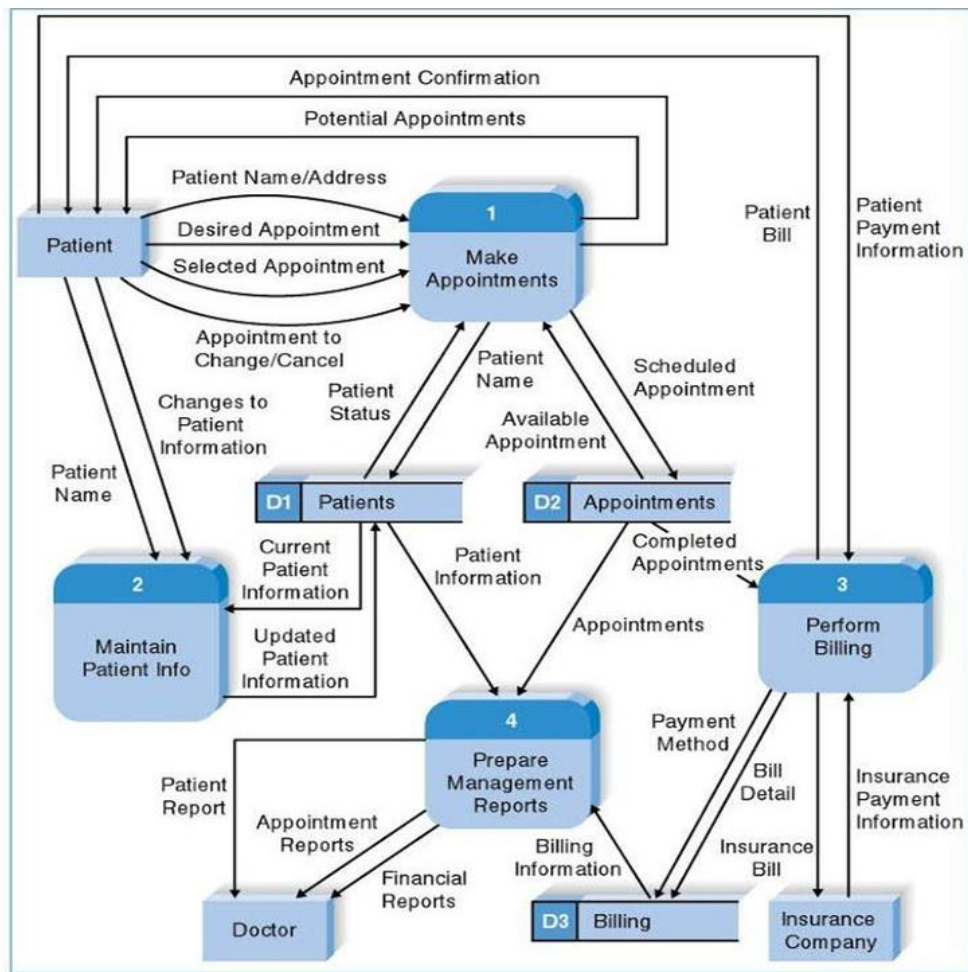 Appointment Confirmation
Potential Appointments
Patient Name/Address
1
Patient
Bill
Patient
Payment
Information
Patient
Desired Appointment
Make
Appointments
Selected Appointment
Appointment to
Change/Cancel
Patient
Name
Scheduled
Appointment
Patient
Status
Changes to
Patient
Information
Available
Appointment
Patient
Name
D1 Patients
D2 Appointments
Current
Patient
Information
Patient
Information
Completed
Appointments
2
3
Maintain
Patient Info
Updated
Patient
Information
Appointments
Perform
Billing
4
Prepare
Management
Reports
Payment
Method
Bill
Detail
Insurance
Payment
Information
Patient
Report
Appointment
Reports
Billing
Information
Insurance
Bill
Financial
Reports
Doctor
D3 Billing
Insurance
Company